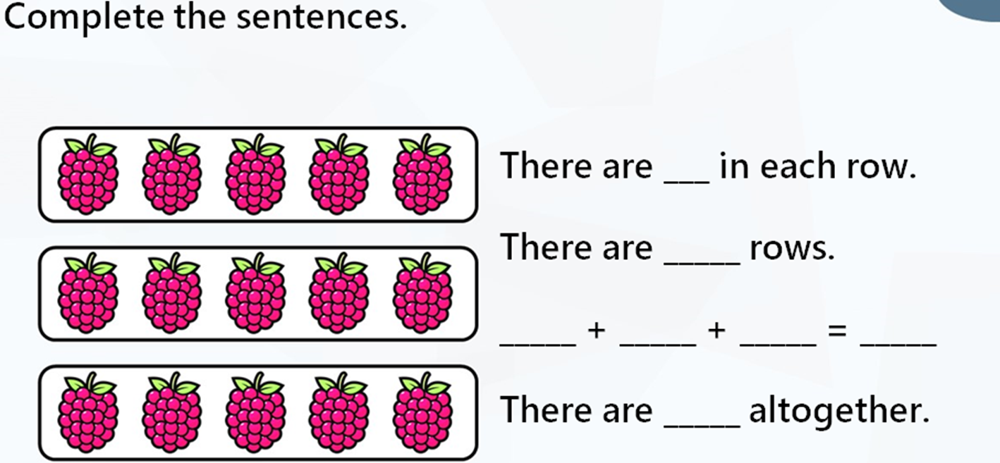 Complete the sentences.
There are ___ in each row.
There are _____ rows.
_____ + _____ + _____ = _____
There are _____ altogether.